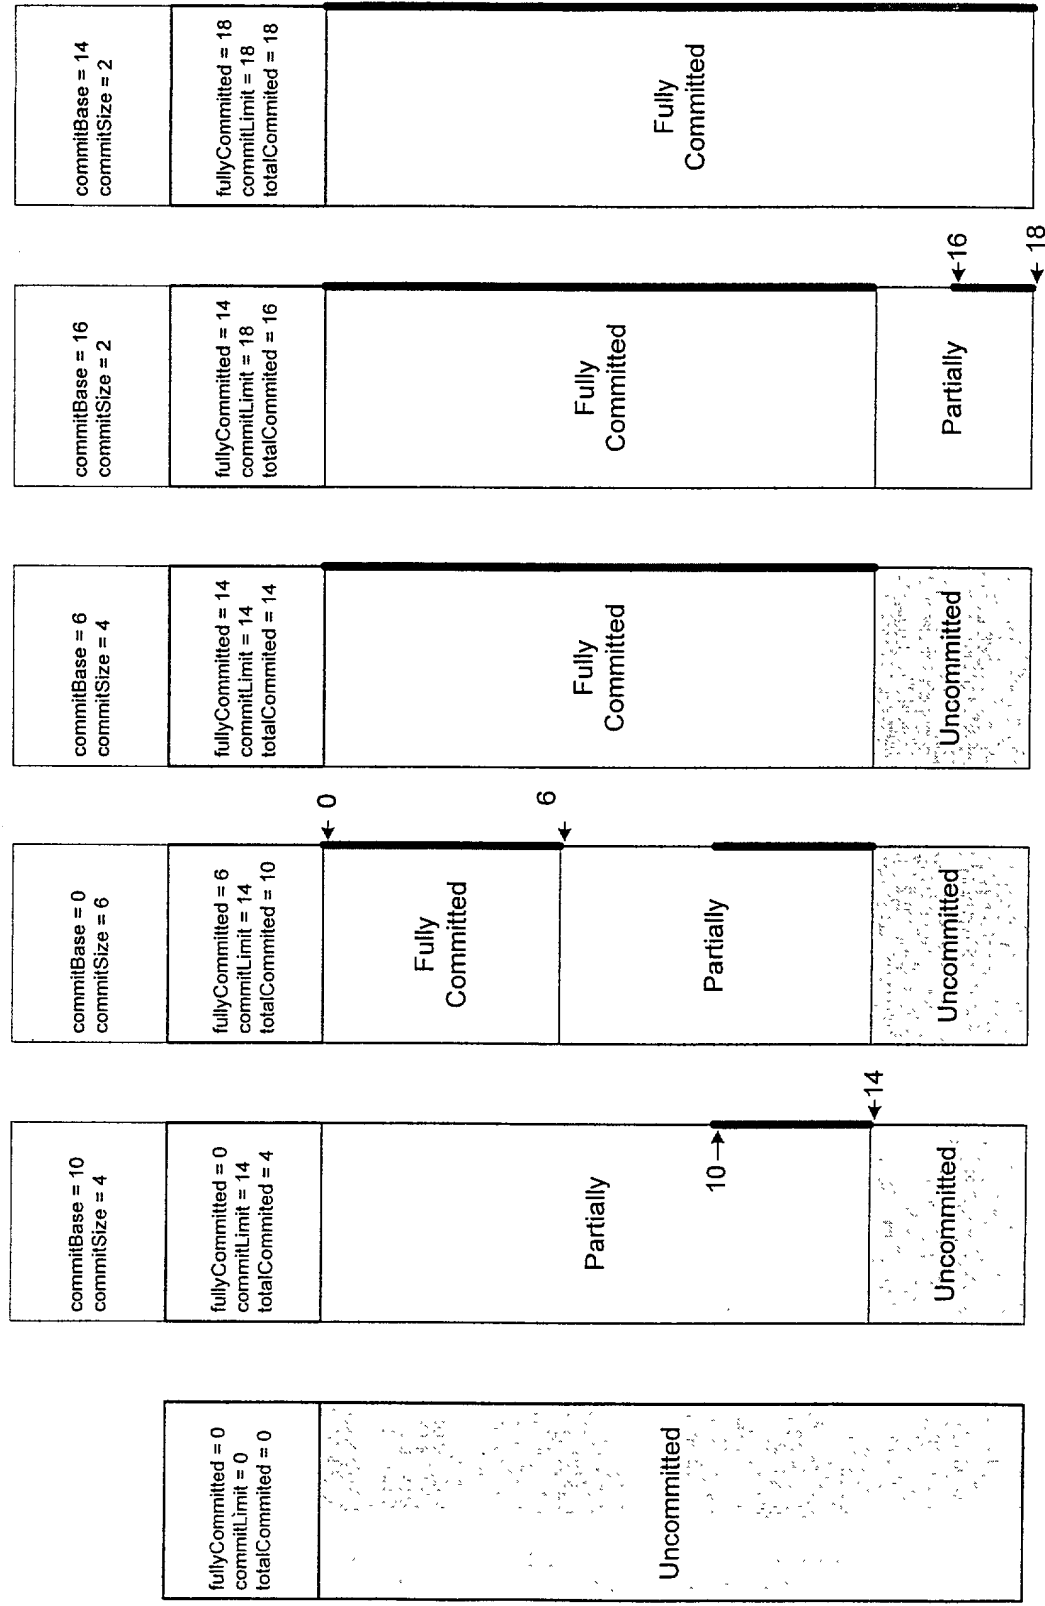 fullyCommitted = 0
commitLimit = 0
totalCommited = 0
Uncommitted
commitBase = 10
commitSize = 4
fullyCommitted = 0
commitLimit = 14
totalCommited = 4
Partially
10
14
Uncommitted
commitBase = 0
commitSize = 6
fullyCommitted = 6
commitLimit = 14
totalCommited = 10
0
Fully
Committed
6
Partially
Uncommitted
commitBase = 6
commitSize = 4
fullyCommitted = 14
commitLimit = 14
totalCommited = 14
Fully
Committed
Uncommitted
commitBase = 16
commitSize = 2
fullyCommitted = 14
commitLimit = 18
totalCommited = 16
Fully
Committed
Partially
16
18
commitBase = 14
commitSize = 2
fullyCommitted = 18
commitLimit = 18
totalCommited = 18
Fully
Committed